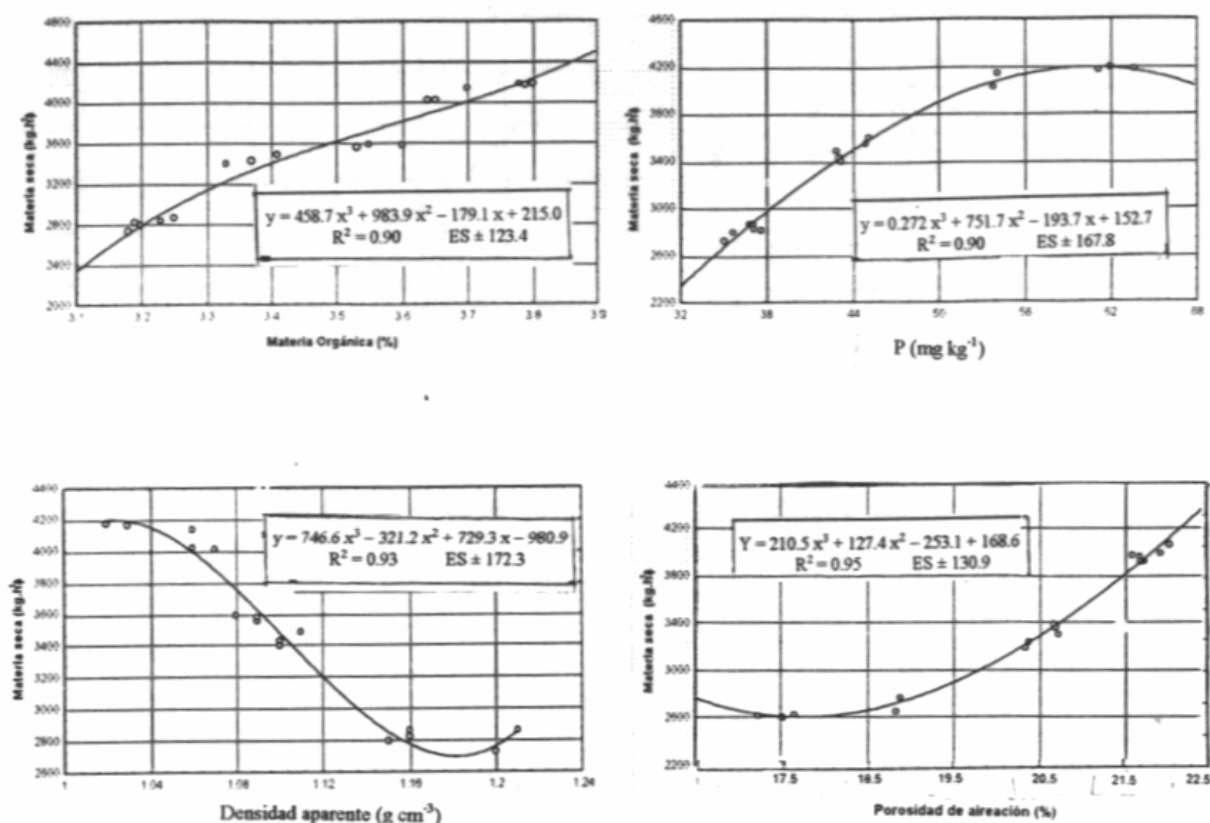 4800
4400
4000
3600
3200
2800
2400
Materia seca (kg.H)
y = 458.7 x³ + 983.9 x² – 179.1 x + 215.0
R² = 0.90 ES ± 123.4
3.1 3.2 3.3 3.4 3.5 3.6 3.7 3.8 3.9
Materia Orgánica (%)
4600
4200
3400
3000
2600
2200
Materia seca (kg.H)
y = 0.272 x³ + 751.7 x² – 193.7 x + 152.7
R² = 0.90 ES ± 167.8
32 38 44 50 56 62 68
P (mg kg⁻¹)
4400
4200
4000
3800
3600
3400
3200
3000
2800
2600
Materia seca (kg.H)
y = 746.6 x³ – 321.2 x² + 729.3 x – 980.9
R² = 0.93 ES ± 172.3
1 1.04 1.08 1.12 1.16 1.2 1.24
Densidad aparente (g cm⁻³)
4200
3800
3400
3000
2600
2200
Materia seca (kg.H)
Y = 210.5 x³ + 127.4 x² – 253.1 + 168.6
R² = 0.95 ES ± 130.9
17.5 18.5 19.5 20.5 21.5 22.5
Porosidad de aireación (%)